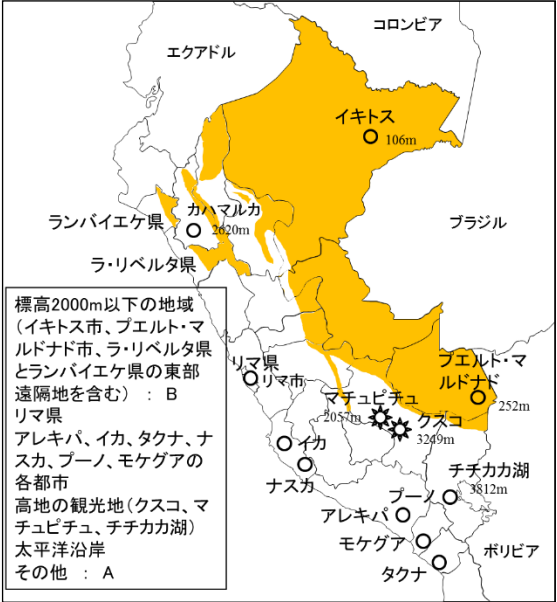 コロンビア
エクアドル
イキトス
106m
ランバイエケ県
カハマルカ
2620m
ブラジル
ラ・リベルタ県
標高2000m以下の地域
(イキトス市、プエルト・マ
ルドナド市、ラ・リベルタ県
とランバイエケ県の東部
遠隔地を含む) : B
リマ県
アレキパ、イカ、タクナ、ナ
スカ、プーノ、モケグアの
各都市
高地の観光地(クスコ、マ
チュピチュ、チチカカ湖)
太平洋沿岸
その他 : A
リマ県
リマ市
プエルト・マ
ルドナド
252m
マチュピチュ
2057m
クスコ
3249m
イカ
ナスカ
チチカカ湖
3812m
プーノ
アレキパ
モケグア
ボリビア
タクナ